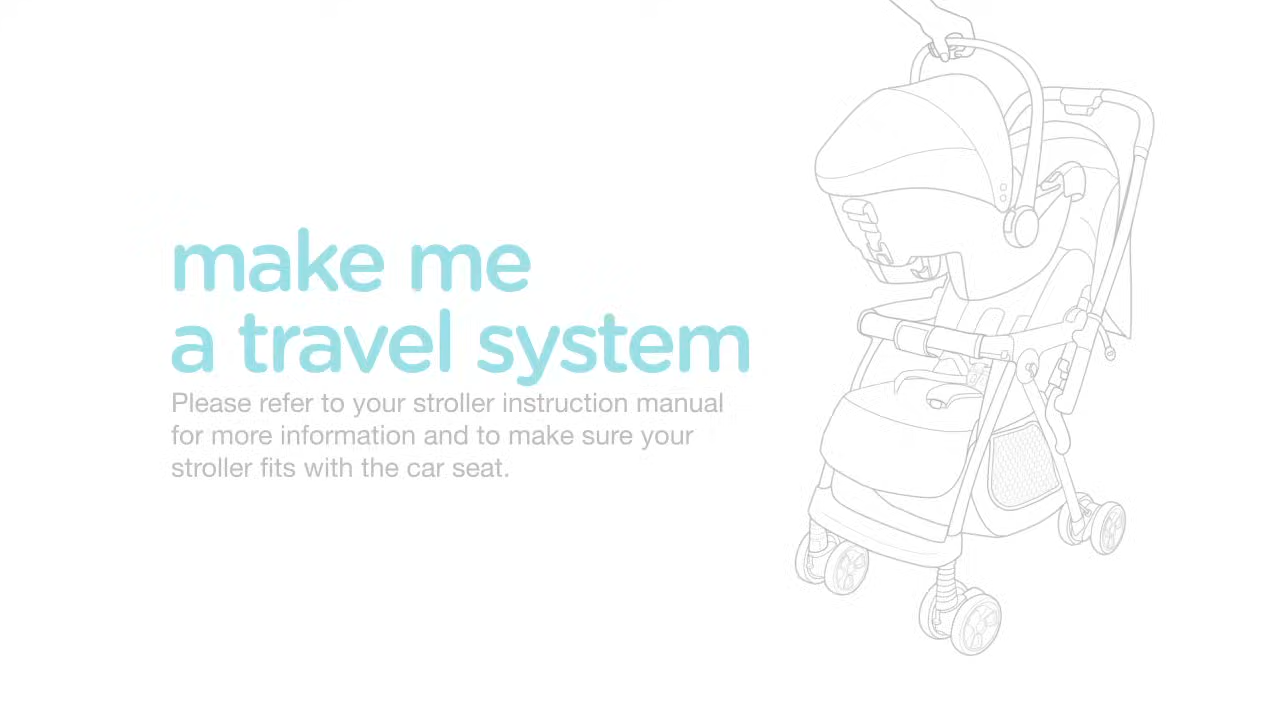 make me
a travel system
Please refer to your stroller instruction manual
for more information and to make sure your
stroller fits with the car seat.